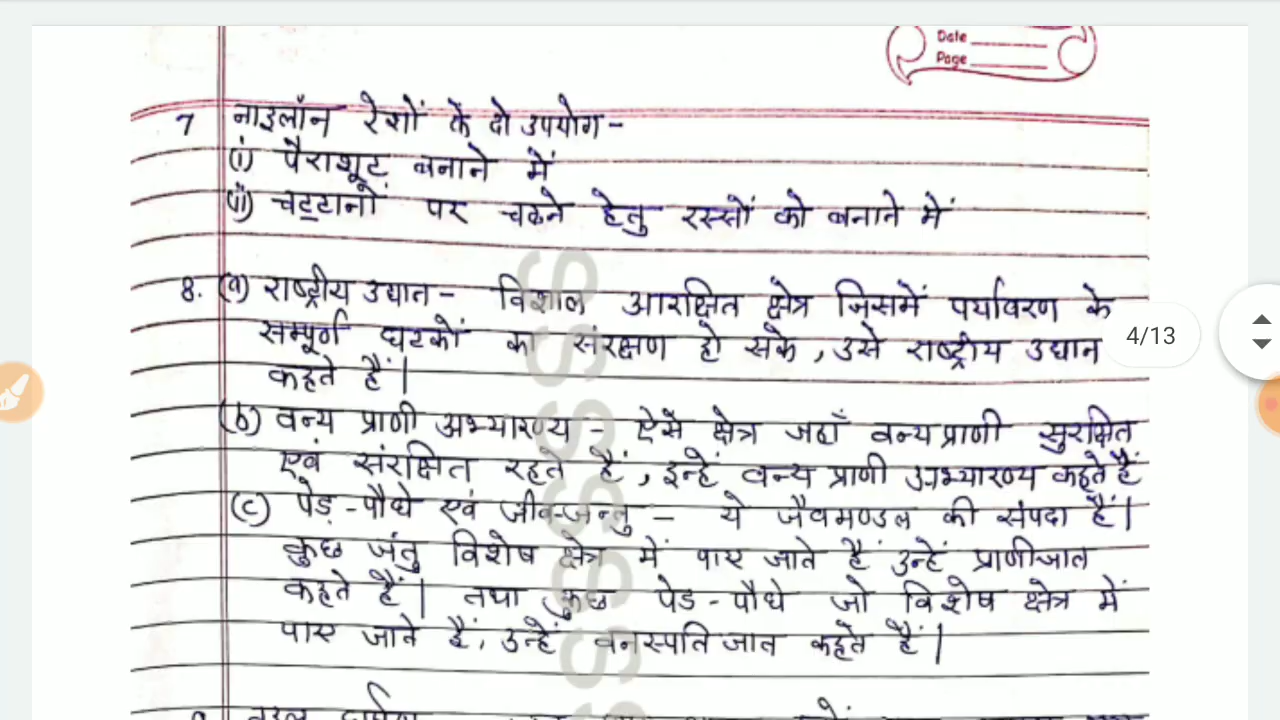 Date
Page
7 नाइलॉन रेशों के दो उपयोग -
(i) पैराशूट बनाने में
(ii) चट्टानों पर चढने हेतु रस्सों को बनाने में
8. (a) राष्ट्रीय उद्यान - विशाल आरक्षित क्षेत्र जिसमें पर्यावरण के
सम्पूर्ण घटकों का संरक्षण हो सके, उसे राष्ट्रीय उद्यान
4/13
कहते हैं।
(b) वन्य प्राणी अभ्यारण्य - ऐसे क्षेत्र जहाँ वन्य प्राणी सुरक्षित
एवं संरक्षित रहते हैं, इन्हें वन्य प्राणी अभ्यारण्य कहते हैं
(c) पेड़ - पौधे एवं जीव-जन्तु - ये जैवमण्डल की संपदा हैं।
कुछ जंतु विशेष क्षेत्र में पाए जाते हैं उन्हें प्राणीजात
कहते हैं। तथा कुछ पेड - पौधे जो विशेष क्षेत्र में
पाए जाते हैं, उन्हें वनस्पति जात कहते हैं।